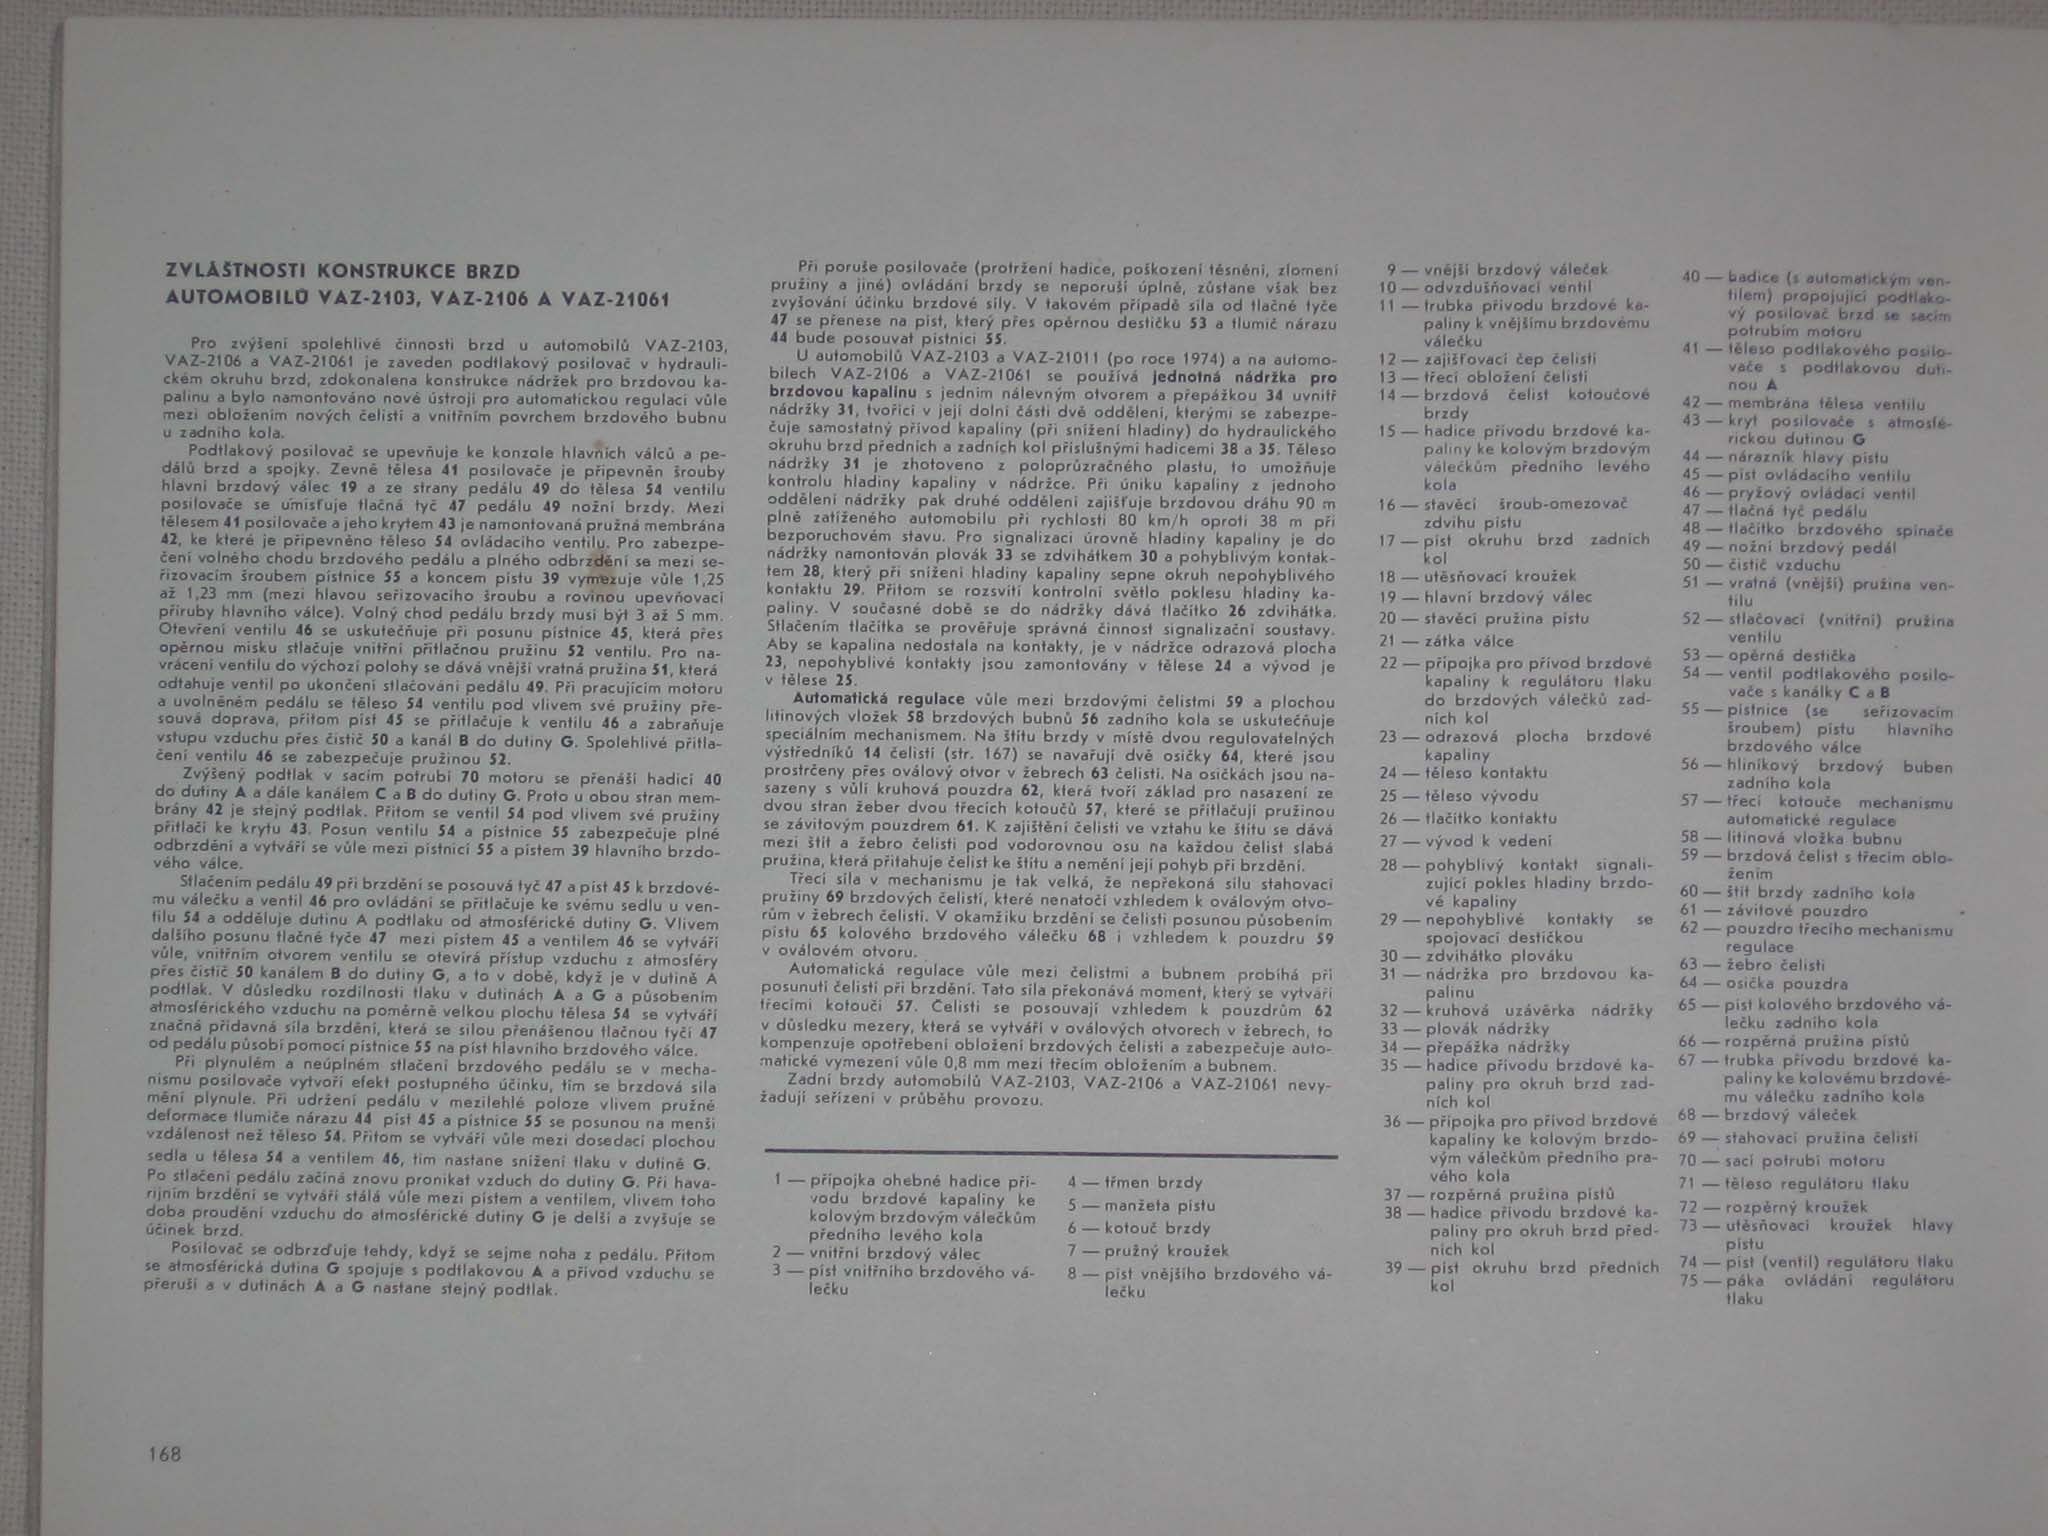 ZVLÁŠTNOSTI KONSTRUKCE BRZD
AUTOMOBILŮ VAZ-2103, VAZ-2106 A VAZ-21061
Pro zvýšení spolehlivé činnosti brzd u automobilů VAZ-2103,
VAZ-2106 a VAZ-21061 je zaveden podtlakový posilovač v hydrauli-
ckém okruhu brzd, zdokonalena konstrukce nádržek pro brzdovou ka-
palinu a bylo namontováno nové ústrojí pro automatickou regulaci vůle
mezi obložením nových čelistí a vnitřním povrchem brzdového bubnu
u zadního kola.
Podtlakový posilovač se upevňuje ke konzole hlavních válců a pe-
dálů brzd a spojky. Zevně tělesa 41 posilovače je připevněn šrouby
hlavní brzdový válec 19 a ze strany pedálu 49 do tělesa 54 ventilu
posilovače se umisťuje tlačná tyč 47 pedálu 49 nožní brzdy. Mezi
tělesem 41 posilovače a jeho krytem 43 je namontovaná pružná membrána
42, ke které je připevněno těleso 54 ovládacího ventilu. Pro zabezpe-
čení volného chodu brzdového pedálu a plného odbrzdění se mezi se-
řizovacím šroubem pístnice 55 a koncem pístu 39 vymezuje vůle 1,25
až 1,23 mm (mezi hlavou seřizovacího šroubu a rovinou upevňovací
příruby hlavního válce). Volný chod pedálu brzdy musí být 3 až 5 mm.
Otevření ventilu 46 se uskutečňuje při posunu pístnice 45, která přes
opěrnou misku stlačuje vnitřní přítlačnou pružinu 52 ventilu. Pro na-
vrácení ventilu do výchozí polohy se dává vnější vratná pružina 51, která
odtahuje ventil po ukončení stlačování pedálu 49. Při pracujícím motoru
a uvolněném pedálu se těleso 54 ventilu pod vlivem své pružiny pře-
souvá doprava, přitom píst 45 se přitlačuje k ventilu 46 a zabraňuje
vstupu vzduchu přes čistič 50 a kanál B do dutiny G. Spolehlivé přitla-
čení ventilu 46 se zabezpečuje pružinou 52.
Zvýšený podtlak v sacím potrubí 70 motoru se přenáší hadicí 40
do dutiny A a dále kanálem C a B do dutiny G. Proto u obou stran mem-
brány 42 je stejný podtlak. Přitom se ventil 54 pod vlivem své pružiny
přitlačí ke krytu 43. Posun ventilu 54 a pístnice 55 zabezpečuje plné
odbrzdění a vytváří se vůle mezi pístnicí 55 a pístem 39 hlavního brzdo-
vého válce.
Stlačením pedálu 49 při brzdění se posouvá tyč 47 a píst 45 k brzdové-
mu válečku a ventil 46 pro ovládání se přitlačuje ke svému sedlu u ven-
tilu 54 a odděluje dutinu A podtlaku od atmosférické dutiny G. Vlivem
dalšího posunu tlačné tyče 47 mezi pístem 45 a ventilem 46 se vytváří
vůle, vnitřním otvorem ventilu se otevírá přístup vzduchu z atmosféry
přes čistič 50 kanálem B do dutiny G, a to v době, když je v dutině A
podtlak. V důsledku rozdílnosti tlaku v dutinách A a G a působením
atmosférického vzduchu na poměrně velkou plochu tělesa 54 se vytváří
značná přídavná síla brzdění, která se silou přenášenou tlačnou tyčí 47
od pedálu působí pomocí pístnice 55 na píst hlavního brzdového válce.
Při plynulém a neúplném stlačení brzdového pedálu se v mecha-
nismu posilovače vytvoří efekt postupného účinku, tím se brzdová síla
mění plynule. Při udržení pedálu v mezilehlé poloze vlivem pružné
deformace tlumiče nárazu 44 píst 45 a pístnice 55 se posunou na menší
vzdálenost než těleso 54. Přitom se vytváří vůle mezi dosedací plochou
sedla u tělesa 54 a ventilem 46, tím nastane snížení tlaku v dutině G.
Po stlačení pedálu začíná znovu pronikat vzduch do dutiny G. Při hava-
rijním brzdění se vytváří stálá vůle mezi pístem a ventilem, vlivem toho
doba proudění vzduchu do atmosférické dutiny G je delší a zvyšuje se
účinek brzd.
Posilovač se odbrzďuje tehdy, když se sejme noha z pedálu. Přitom
se atmosférická dutina G spojuje s podtlakovou A a přívod vzduchu se
přeruší a v dutinách A a G nastane stejný podtlak.
Při poruše posilovače (protržení hadice, poškození těsnění, zlomení
pružiny a jiné) ovládání brzdy se neporuší úplně, zůstane však bez
zvyšování účinku brzdové síly. V takovém případě síla od tlačné tyče
47 se přenese na píst, který přes opěrnou destičku 53 a tlumič nárazu
44 bude posouvat pístnici 55.
U automobilů VAZ-2103 a VAZ-21011 (po roce 1974) a na automo-
bilech VAZ-2106 a VAZ-21061 se používá jednotná nádržka pro
brzdovou kapalinu s jedním nálevným otvorem a přepážkou 34 uvnitř
nádržky 31, tvořící v její dolní části dvě oddělení, kterými se zabezpe-
čuje samostatný přívod kapaliny (při snížení hladiny) do hydraulického
okruhu brzd předních a zadních kol příslušnými hadicemi 38 a 35. Těleso
nádržky 31 je zhotoveno z poloprůzračného plastu, to umožňuje
kontrolu hladiny kapaliny v nádržce. Při úniku kapaliny z jednoho
oddělení nádržky pak druhé oddělení zajišťuje brzdovou dráhu 90 m
plně zatíženého automobilu při rychlosti 80 km/h oproti 38 m při
bezporuchovém stavu. Pro signalizaci úrovně hladiny kapaliny je do
nádržky namontován plovák 33 se zdvihátkem 30 a pohyblivým kontak-
tem 28, který při snížení hladiny kapaliny sepne okruh nepohyblivého
kontaktu 29. Přitom se rozsvítí kontrolní světlo poklesu hladiny ka-
paliny. V současné době se do nádržky dává tlačítko 26 zdvihátka.
Stlačením tlačítka se prověřuje správná činnost signalizační soustavy.
Aby se kapalina nedostala na kontakty, je v nádržce odrazová plocha
23, nepohyblivé kontakty jsou zamontovány v tělese 24 a vývod je
v tělese 25.
Automatická regulace vůle mezi brzdovými čelistmi 59 a plochou
litinových vložek 58 brzdových bubnů 56 zadního kola se uskutečňuje
speciálním mechanismem. Na štítu brzdy v místě dvou regulovatelných
výstředníků 14 čelistí (str. 167) se navařují dvě osičky 64, které jsou
prostrčeny přes oválový otvor v žebrech 63 čelistí. Na osičkách jsou na-
sazeny s vůlí kruhová pouzdra 62, která tvoří základ pro nasazení ze
dvou stran žeber dvou třecích kotoučů 57, které se přitlačují pružinou
se závitovým pouzdrem 61. K zajištění čelistí ve vztahu ke štítu se dává
mezi štít a žebro čelisti pod vodorovnou osu na každou čelist slabá
pružina, která přitahuje čelist ke štítu a nemění její pohyb při brzdění.
Třecí síla v mechanismu je tak velká, že nepřekoná sílu stahovací
pružiny 69 brzdových čelistí, které nenatočí vzhledem k oválovým otvo-
rům v žebrech čelistí. V okamžiku brzdění se čelisti posunou působením
pístu 65 kolového brzdového válečku 68 i vzhledem k pouzdru 59
v oválovém otvoru.
Automatická regulace vůle mezi čelistmi a bubnem probíhá při
posunutí čelistí při brzdění. Tato síla překonává moment, který se vytváří
třecími kotouči 57. Čelisti se posouvají vzhledem k pouzdrům 62
v důsledku mezery, která se vytváří v oválových otvorech v žebrech, to
kompenzuje opotřebení obložení brzdových čelistí a zabezpečuje auto-
matické vymezení vůle 0,8 mm mezi třecím obložením a bubnem.
Zadní brzdy automobilů VAZ-2103, VAZ-2106 a VAZ-21061 nevy-
žadují seřízení v průběhu provozu.
1 — přípojka ohebné hadice pří-
vodu brzdové kapaliny ke
kolovým brzdovým válečkům
předního levého kola
2 — vnitřní brzdový válec
3 — píst vnitřního brzdového vá-
lečku
4 — třmen brzdy
5 — manžeta pístu
6 — kotouč brzdy
7 — pružný kroužek
8 — píst vnějšího brzdového vá-
lečku
9 — vnější brzdový váleček
10 — odvzdušňovací ventil
11 — trubka přívodu brzdové ka-
paliny k vnějšímu brzdovému
válečku
12 — zajišťovací čep čelistí
13 — třecí obložení čelistí
14 — brzdová čelist kotoučové
brzdy
15 — hadice přívodu brzdové ka-
paliny ke kolovým brzdovým
válečkům předního levého
kola
16 — stavěcí šroub-omezovač
zdvihu pístu
17 — píst okruhu brzd zadních
kol
18 — utěsňovací kroužek
19 — hlavní brzdový válec
20 — stavěcí pružina pístu
21 — zátka válce
22 — přípojka pro přívod brzdové
kapaliny k regulátoru tlaku
do brzdových válečků zad-
ních kol
23 — odrazová plocha brzdové
kapaliny
24 — těleso kontaktu
25 — těleso vývodu
26 — tlačítko kontaktu
27 — vývod k vedení
28 — pohyblivý kontakt signali-
zující pokles hladiny brzdo-
vé kapaliny
29 — nepohyblivé kontakty se
spojovací destičkou
30 — zdvihátko plováku
31 — nádržka pro brzdovou ka-
palinu
32 — kruhová uzávěrka nádržky
33 — plovák nádržky
34 — přepážka nádržky
35 — hadice přívodu brzdové ka-
paliny pro okruh brzd zad-
ních kol
36 — přípojka pro přívod brzdové
kapaliny ke kolovým brzdo-
vým válečkům předního pra-
vého kola
37 — rozpěrná pružina pístů
38 — hadice přívodu brzdové ka-
paliny pro okruh brzd před-
ních kol
39 — píst okruhu brzd předních
kol
40 — badice (s automatickým ven-
tilem) propojující podtlako-
vý posilovač brzd se sacím
potrubím motoru
41 — těleso podtlakového posilo-
vače s podtlakovou duti-
nou A
42 — membrána tělesa ventilu
43 — kryt posilovače s atmosfé-
rickou dutinou G
44 — nárazník hlavy pístu
45 — píst ovládacího ventilu
46 — pryžový ovládací ventil
47 — tlačná tyč pedálu
48 — tlačítko brzdového spínače
49 — nožní brzdový pedál
50 — čistič vzduchu
51 — vratná (vnější) pružina ven-
tilu
52 — stlačovací (vnitřní) pružina
ventilu
53 — opěrná destička
54 — ventil podtlakového posilo-
vače s kanálky C a B
55 — pístnice (se seřizovacím
šroubem) pístu hlavního
brzdového válce
56 — hliníkový brzdový buben
zadního kola
57 — třecí kotouče mechanismu
automatické regulace
58 — litinová vložka bubnu
59 — brzdová čelist s třecím oblo-
žením
60 — štít brzdy zadního kola
61 — závitové pouzdro
62 — pouzdro třecího mechanismu
regulace
63 — žebro čelisti
64 — osička pouzdra
65 — píst kolového brzdového vá-
lečku zadního kola
66 — rozpěrná pružina pístů
67 — trubka přívodu brzdové ka-
paliny ke kolovému brzdové-
mu válečku zadního kola
68 — brzdový váleček
69 — stahovací pružina čelistí
70 — sací potrubí motoru
71 — těleso regulátoru tlaku
72 — rozpěrný kroužek
73 — utěsňovací kroužek hlavy
pístu
74 — píst (ventil) regulátoru tlaku
75 — páka ovládání regulátoru
tlaku
168